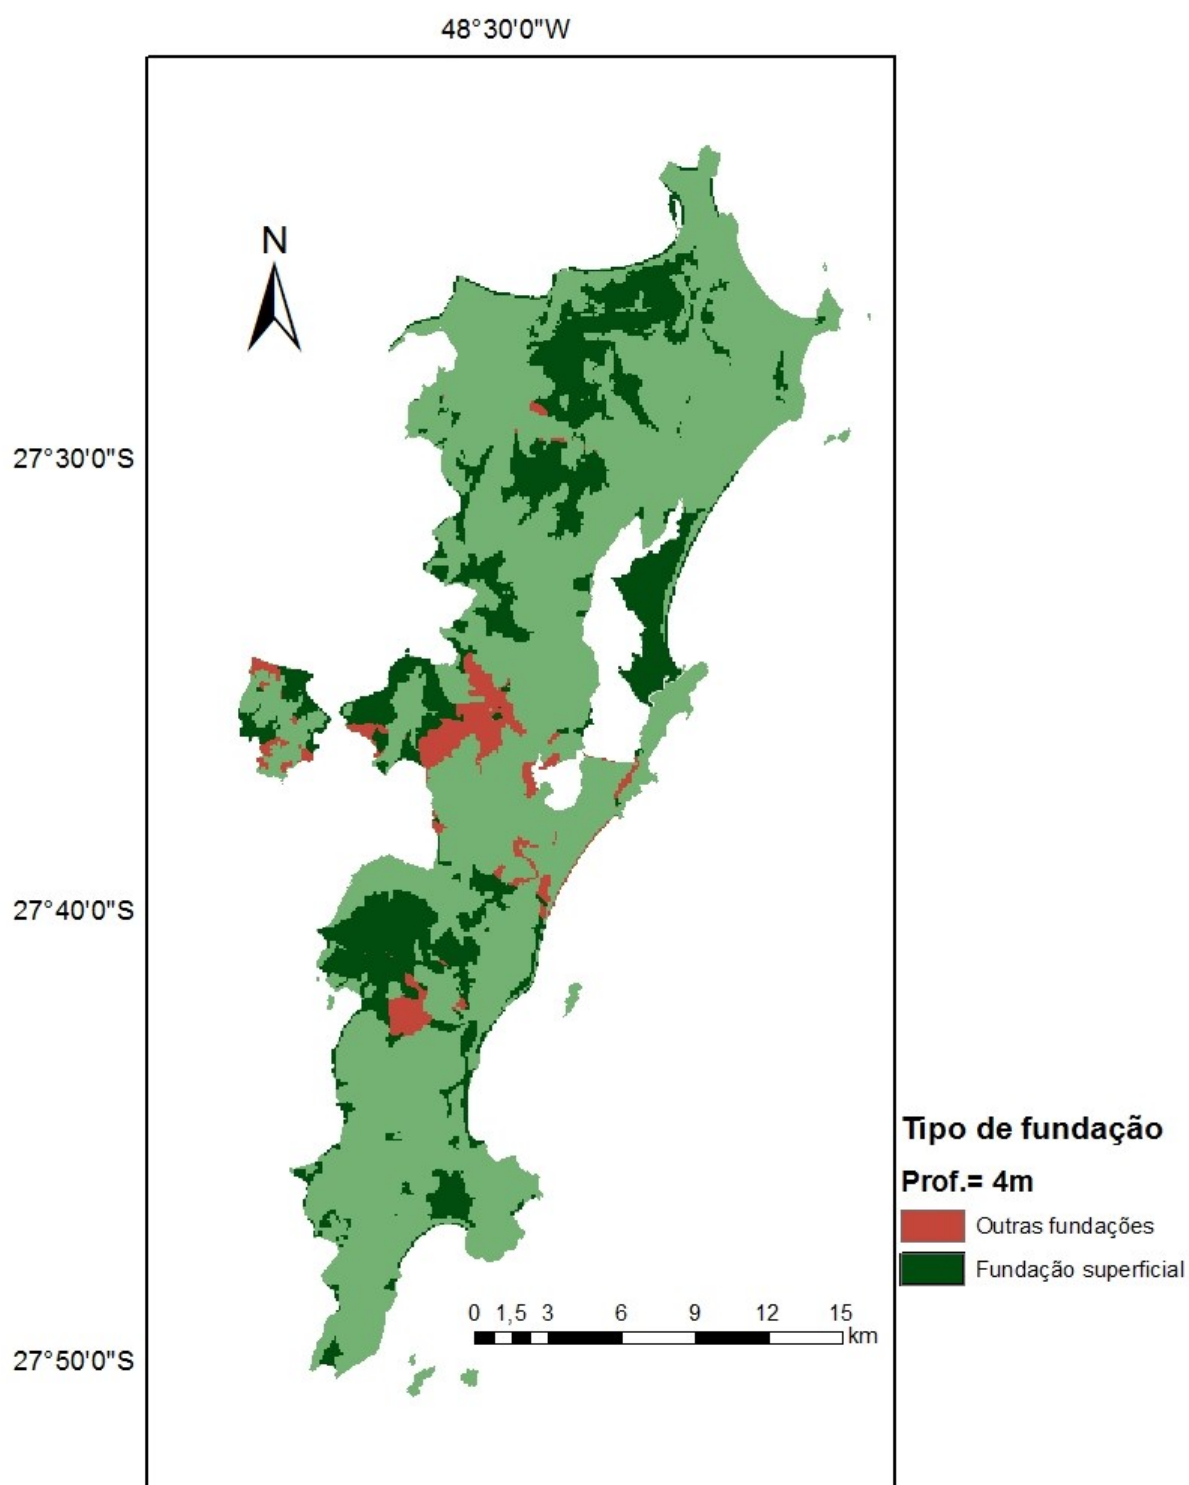 48°30'0"W
N
27°30'0"S
27°40'0"S
27°50'0"S
Tipo de fundação
Prof.= 4m
Outras fundações
Fundação superficial
0 1,5 3 6 9 12 15
km